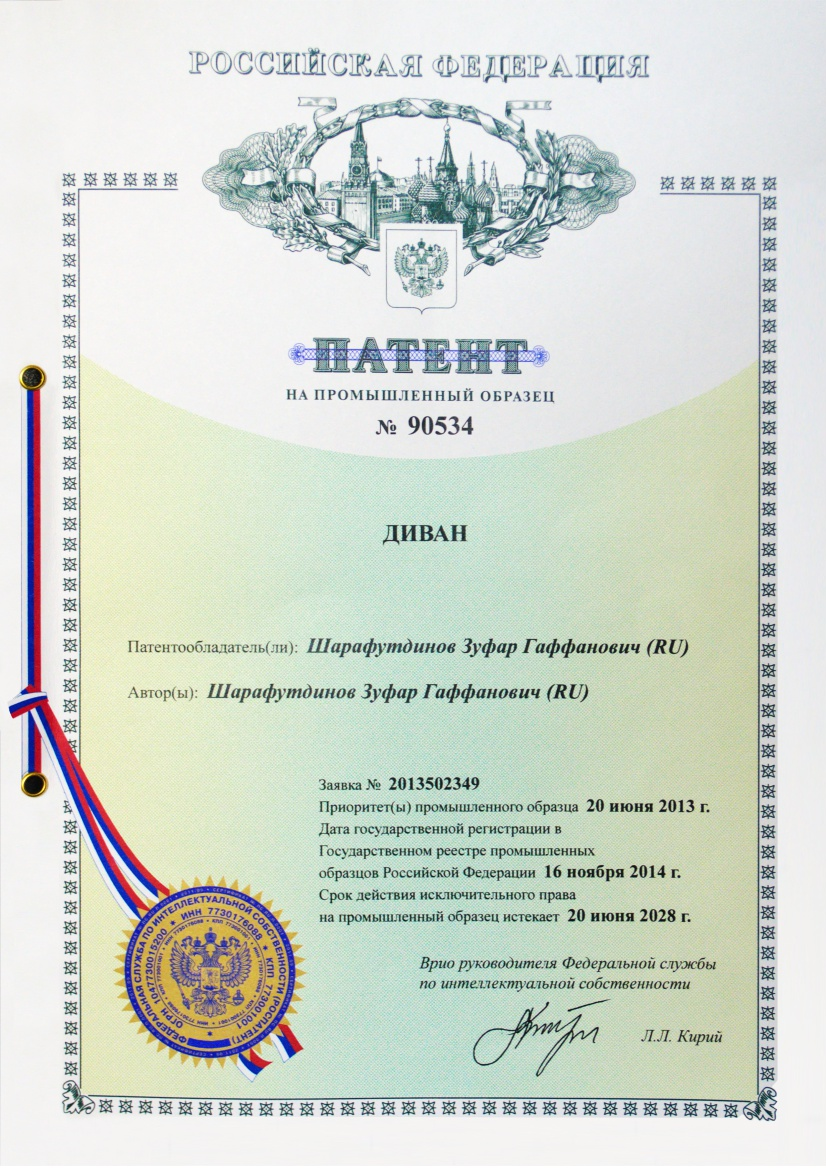 РОССИЙСКАЯ ФЕДЕРАЦИЯ
ПАТЕНТ
НА ПРОМЫШЛЕННЫЙ ОБРАЗЕЦ
№ 90534
ДИВАН
Патентообладатель(ли): Шарафутдинов Зуфар Гаффанович (RU)
Автор(ы): Шарафутдинов Зуфар Гаффанович (RU)
Заявка № 2013502349
Приоритет(ы) промышленного образца 20 июня 2013 г.
Дата государственной регистрации в
Государственном реестре промышленных
образцов Российской Федерации 16 ноября 2014 г.
Срок действия исключительного права
на промышленный образец истекает 20 июня 2028 г.
Врио руководителя Федеральной службы
по интеллектуальной собственности
Л.Л. Кирий
ФЕДЕРАЛЬНАЯ СЛУЖБА ПО ИНТЕЛЛЕКТУАЛЬНОЙ СОБСТВЕННОСТИ (РОСПАТЕНТ)
ИНН 7730176088 * КПП 773001001